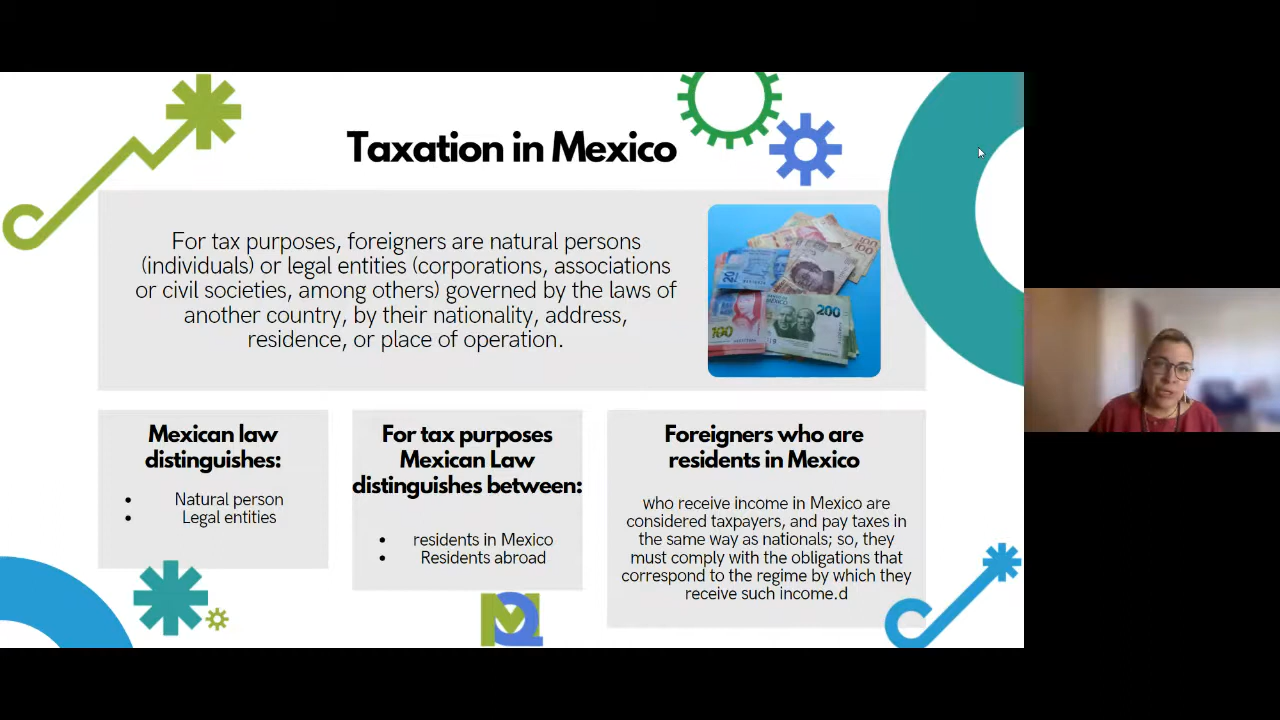 Taxation in Mexico
For tax purposes, foreigners are natural persons
(individuals) or legal entities (corporations, associations
or civil societies, among others) governed by the laws of
another country, by their nationality, address,
residence, or place of operation.
100
100
200
Mexican law
distinguishes:
• Natural person
• Legal entities
For tax purposes
Mexican Law
distinguishes between:
• residents in Mexico
• Residents abroad
Foreigners who are
residents in Mexico
who receive income in Mexico are
considered taxpayers, and pay taxes in
the same way as nationals; so, they
must comply with the obligations that
correspond to the regime by which they
receive such income.d